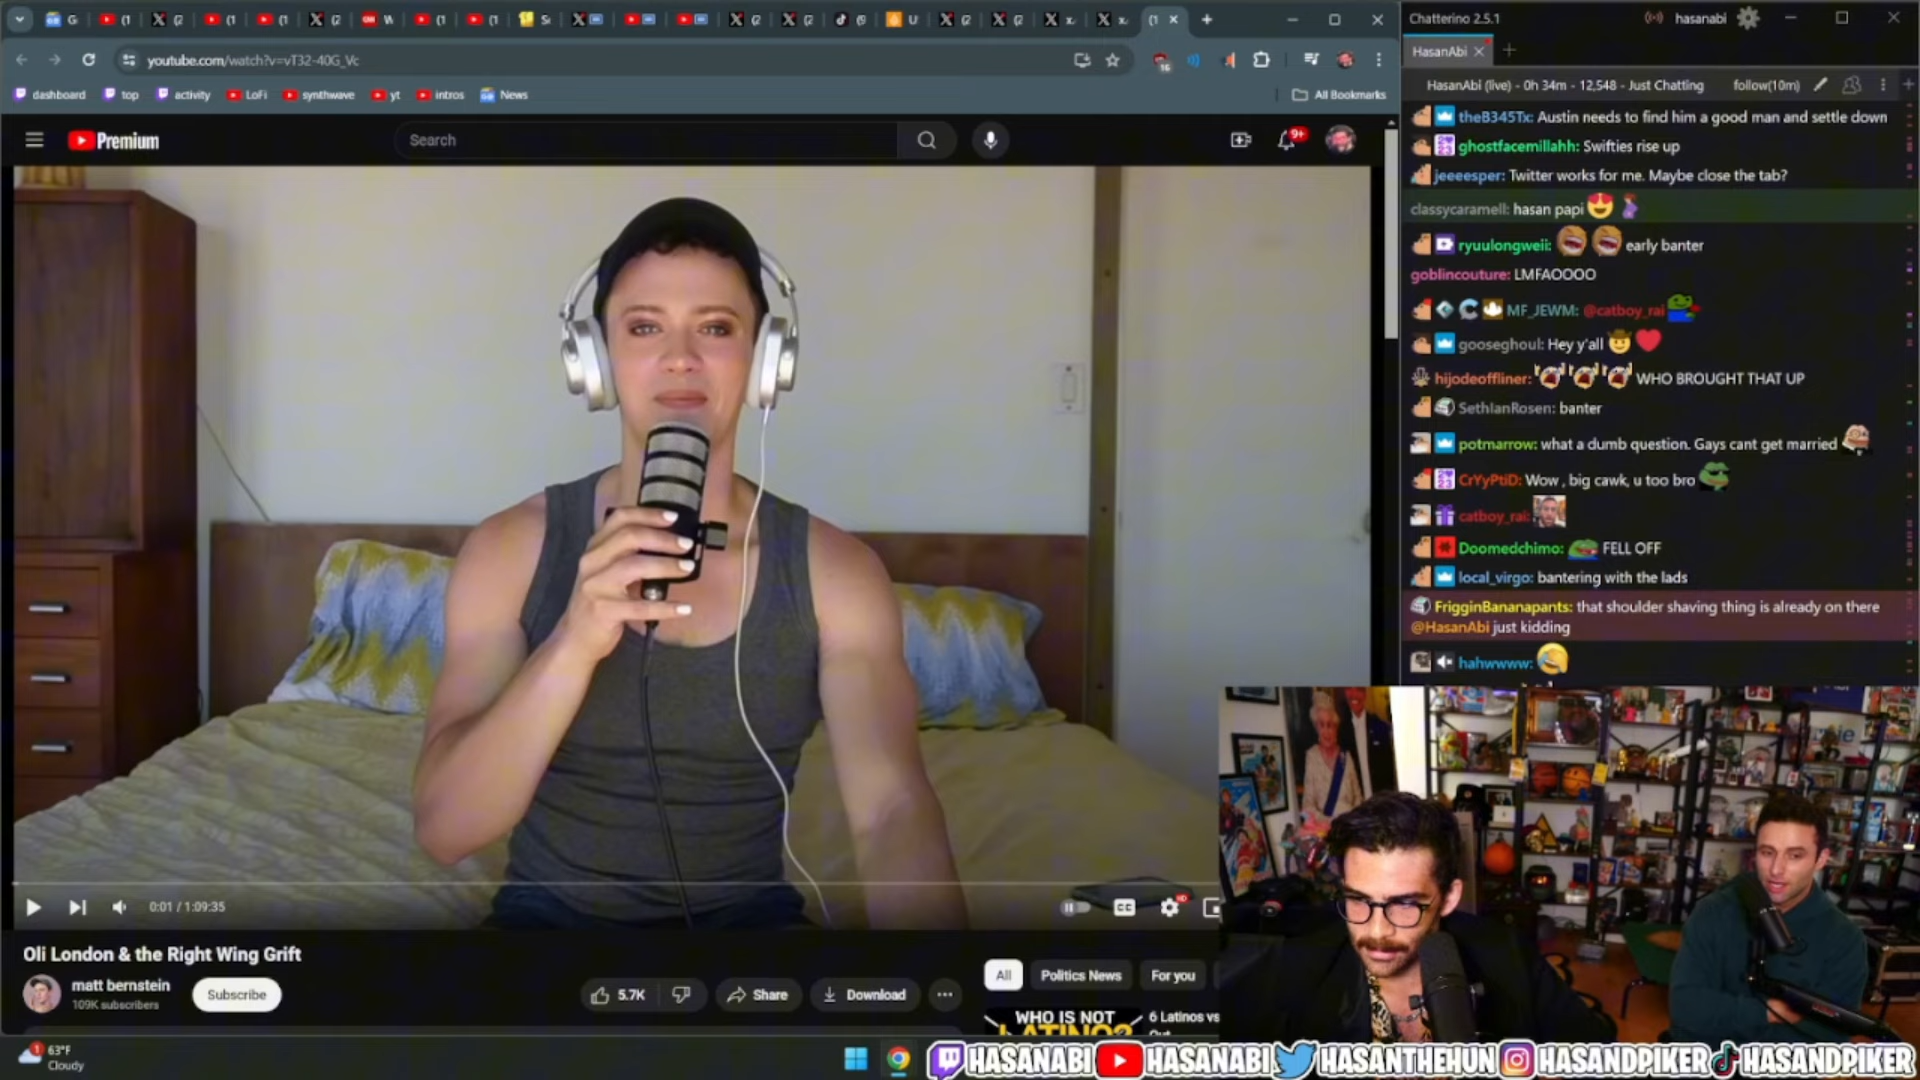 youtube.com/watch?v=vT32-40G_Vc
dashboard
top
activity
LoFi
synthwave
yt
intros
News
All Bookmarks
Premium
Search
9+
0:01 / 1:09:35
CC
HD
Oli London & the Right Wing Grift
matt bernstein
109K subscribers
Subscribe
5.7K
Share
Download
All
Politics News
For you
WHO IS NOT
LATINO?
6 Latinos vs
Out
1
63°F
Cloudy
Chatterino 2.5.1
hasanabi
HasanAbi
HasanAbi (live) - 0h 34m - 12,548 - Just Chatting
follow(10m)
theB345Tx: Austin needs to find him a good man and settle down
ghostfacemillahh: Swifties rise up
jeeeesper: Twitter works for me. Maybe close the tab?
classycaramell: hasan papi
ryuulongweii: early banter
goblincouture: LMFAOOOO
MF_JEWM: @catboy_rai
gooseghoul: Hey y'all
hijodeoffliner: WHO BROUGHT THAT UP
SethIanRosen: banter
potmarrow: what a dumb question. Gays cant get married
CrYyPtiD: Wow , big cawk, u too bro
catboy_rai:
Doomedchimo: FELL OFF
local_virgo: bantering with the lads
FrigginBananapants: that shoulder shaving thing is already on there
@HasanAbi just kidding
hahwwww:
HASANABI HASANABI HASANTHEHUN HASANDPIKER HASANDPIKER